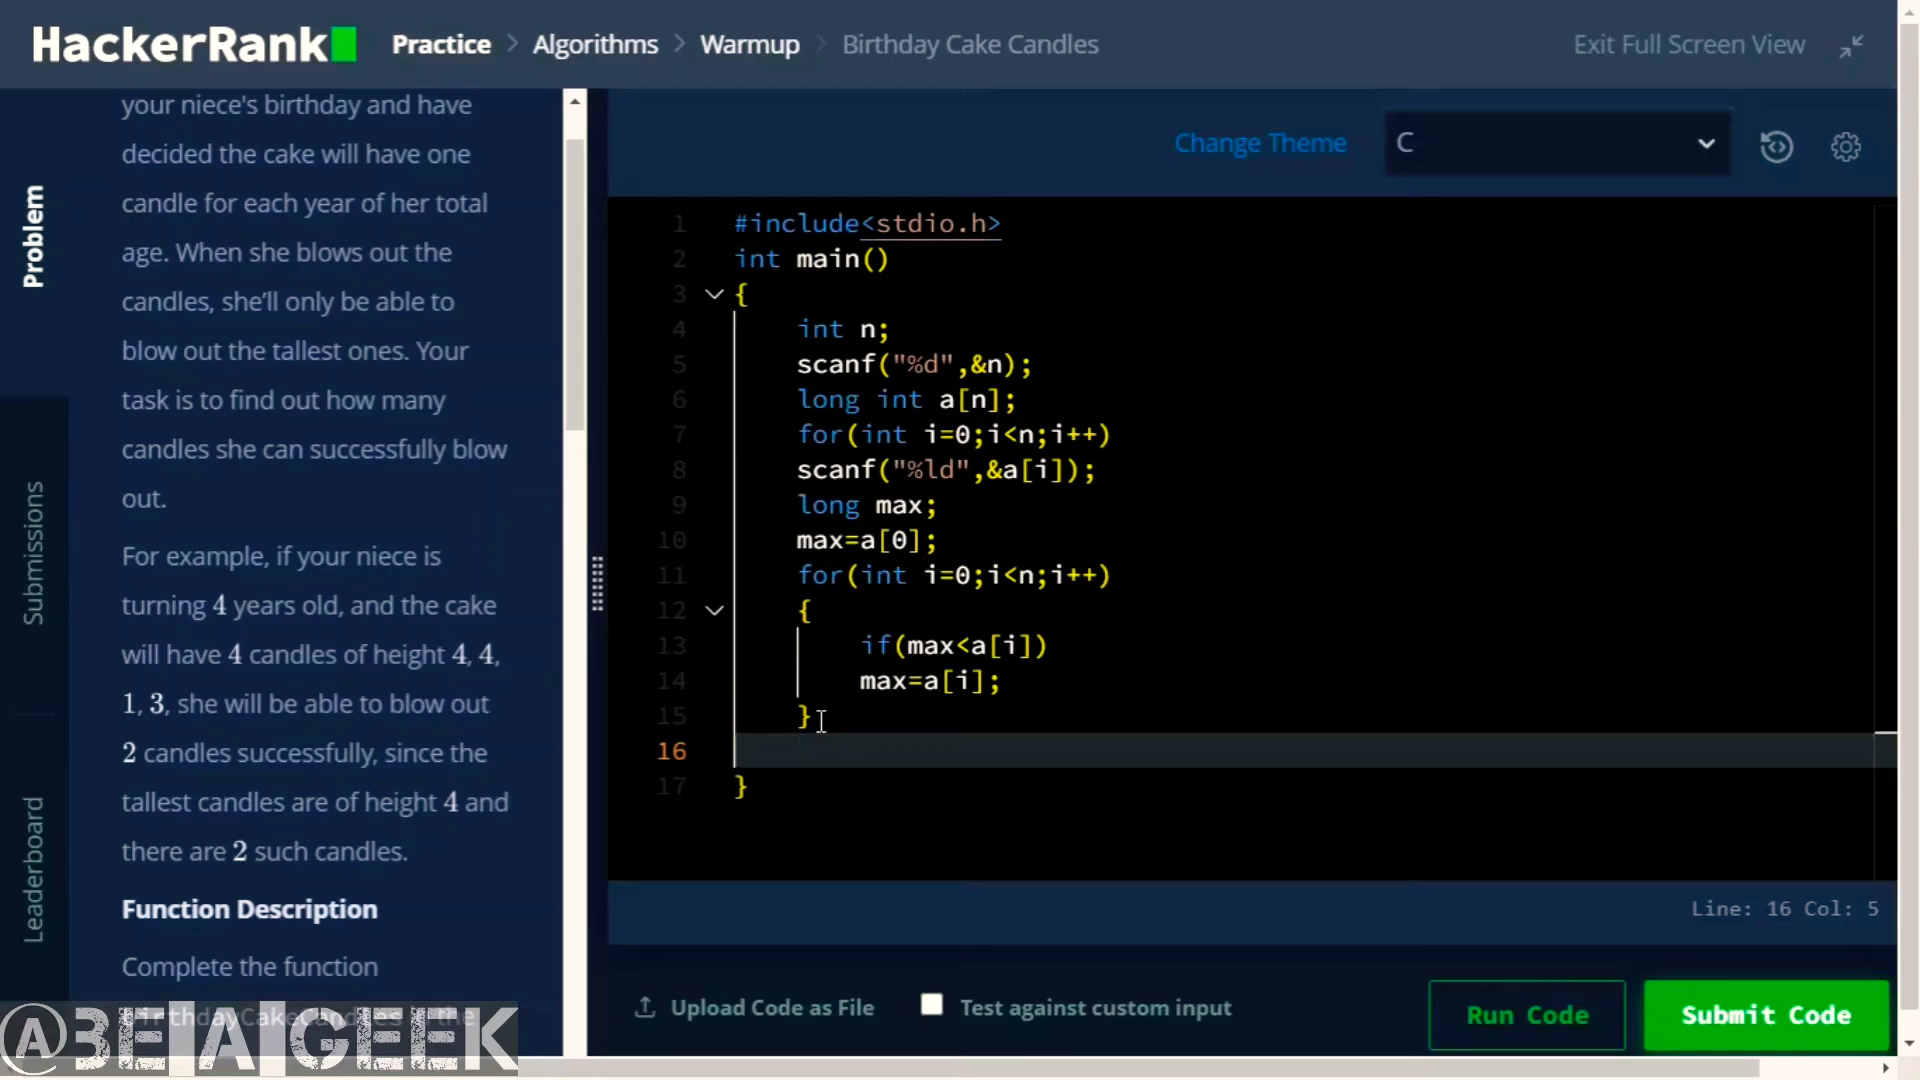 HackerRank
Practice > Algorithms > Warmup > Birthday Cake Candles
Exit Full Screen View
Problem
Submissions
Leaderboard
your niece's birthday and have
decided the cake will have one
candle for each year of her total
age. When she blows out the
candles, she'll only be able to
blow out the tallest ones. Your
task is to find out how many
candles she can successfully blow
out.
For example, if your niece is
turning 4 years old, and the cake
will have 4 candles of height 4, 4,
1, 3, she will be able to blow out
2 candles successfully, since the
tallest candles are of height 4 and
there are 2 such candles.
Function Description
Complete the function
birthdayCakeCandles in the
@BE A GEEK
Change Theme
C
1 #include<stdio.h>
2 int main()
3 {
4 int n;
5 scanf("%d",&n);
6 long int a[n];
7 for(int i=0;i<n;i++)
8 scanf("%ld",&a[i]);
9 long max;
10 max=a[0];
11 for(int i=0;i<n;i++)
12 {
13 if(max<a[i])
14 max=a[i];
15 }
16
17 }
Line: 16 Col: 5
Upload Code as File
Test against custom input
Run Code
Submit Code